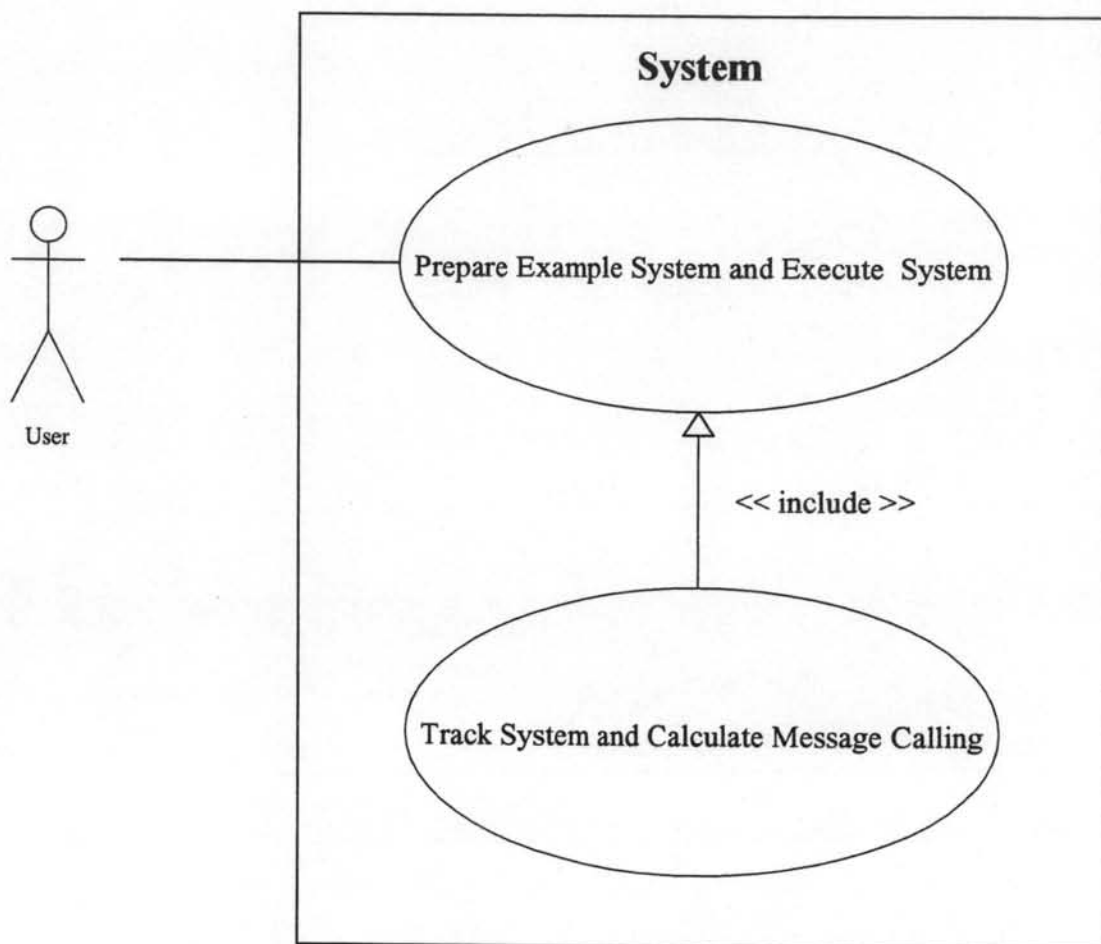 System
Prepare Example System and Execute System
User
<< include >>
Track System and Calculate Message Calling